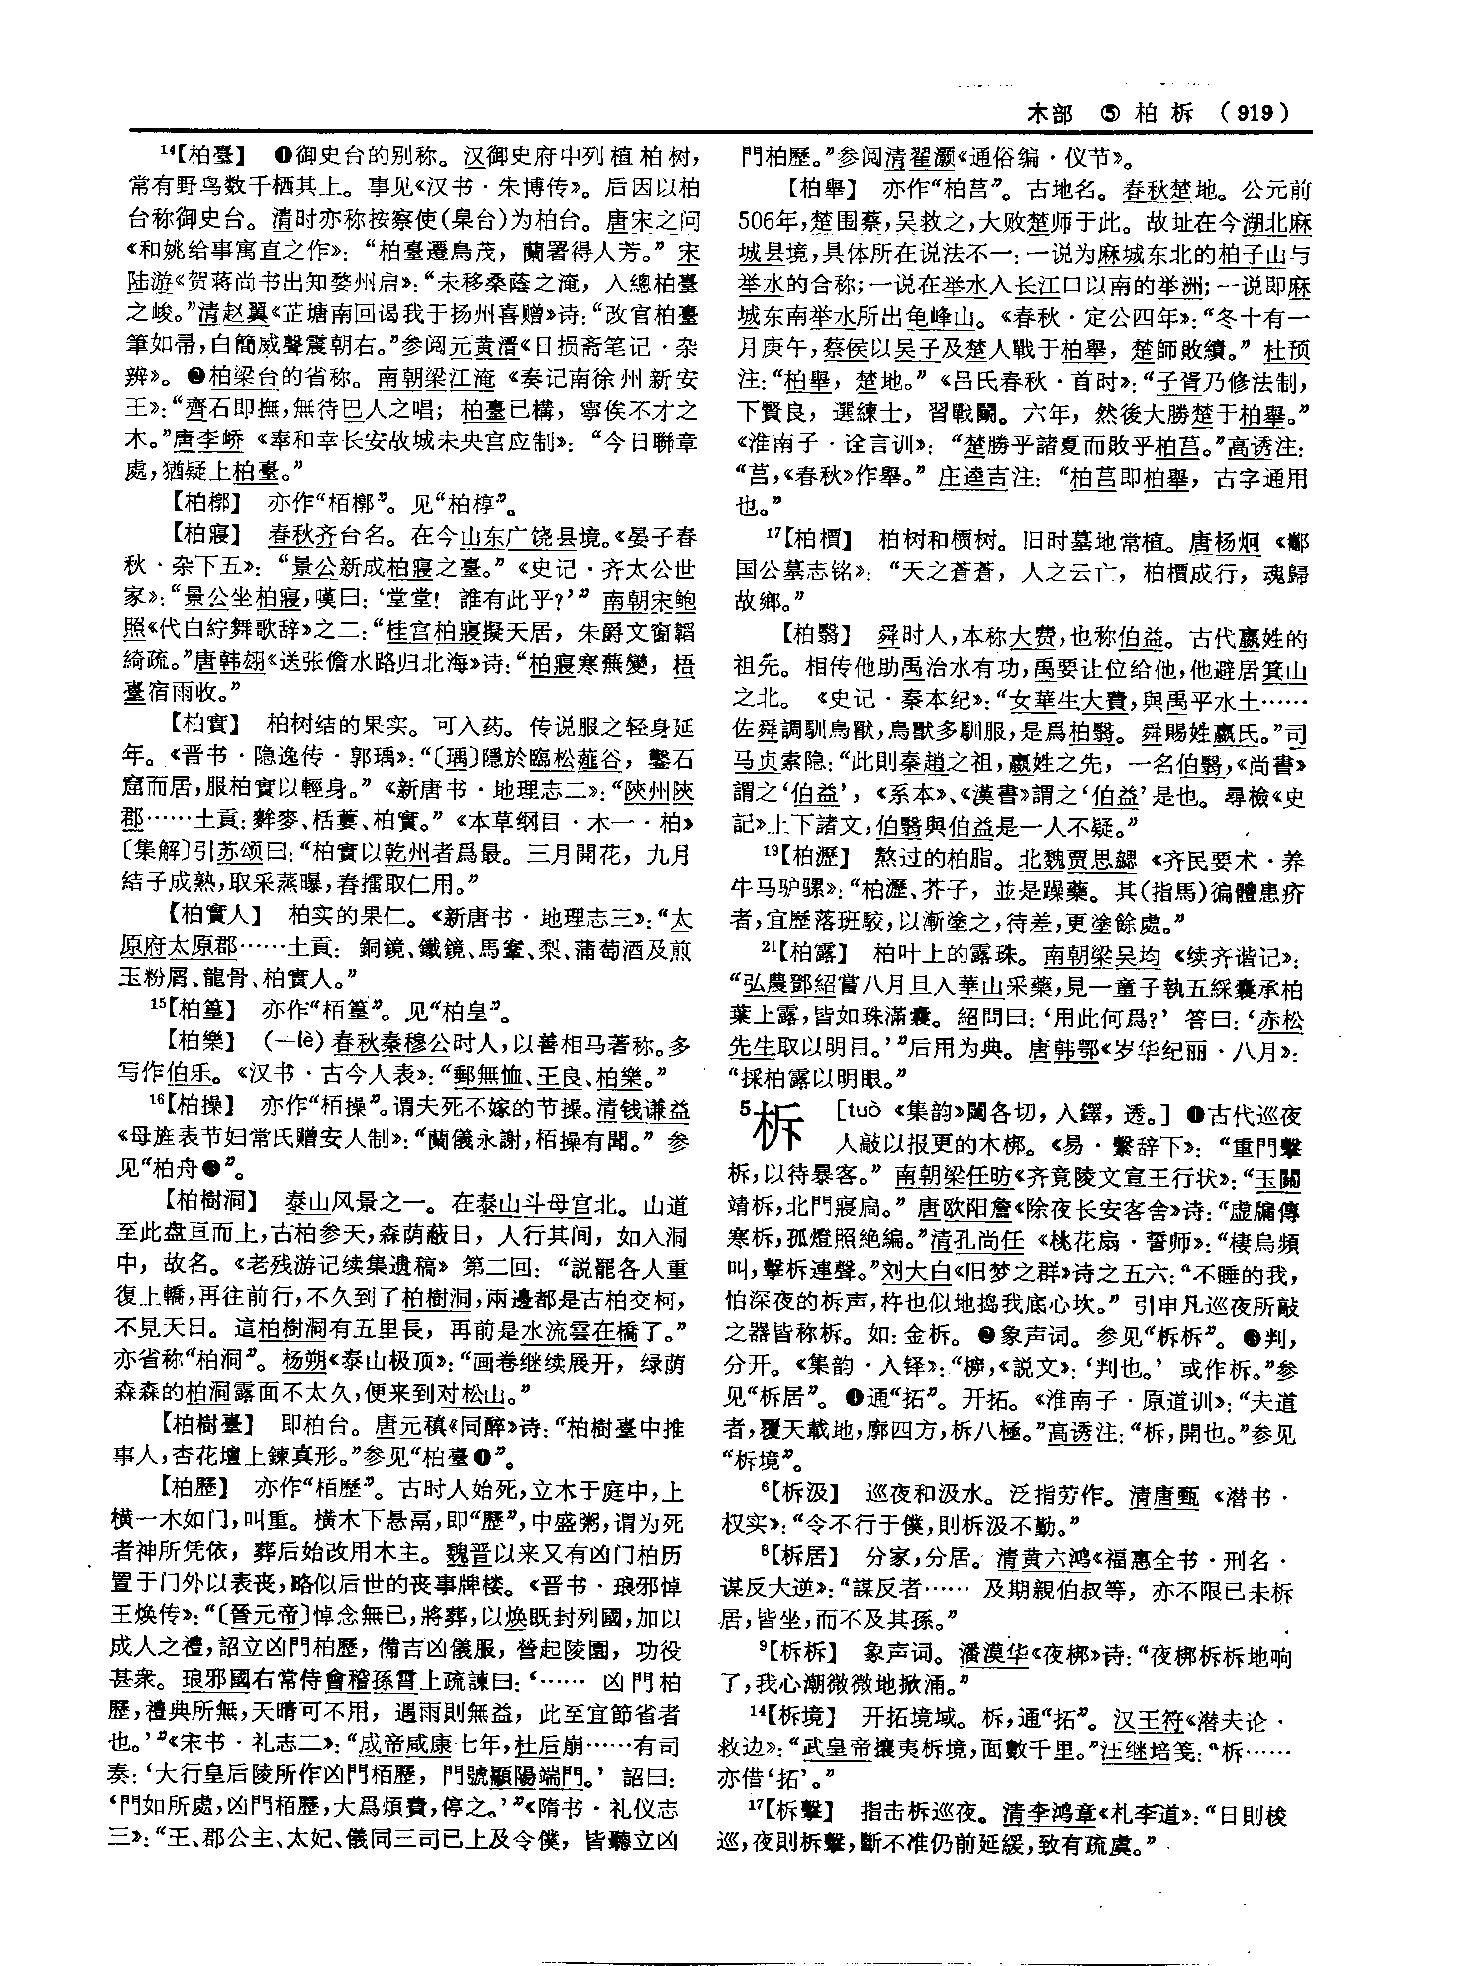 木部 ⑤ 柏 柝 (919)
¹⁴【柏臺】 ❶御史台的别称。汉御史府中列植柏树，
常有野鸟数千栖其上。事见《汉书·朱博传》。后因以柏
台称御史台。清时亦称按察使(臬台)为柏台。唐宋之问
《和姚给事寓直之作》：“柏臺遷鳥茂，蘭署得人芳。”宋
陆游《贺蒋尚书出知婺州启》：“未移桑蔭之淹，入總柏臺
之峻。”清赵翼《芷塘南回谒我于扬州喜赠》诗：“改官柏臺
筆如帚，白簡威聲震朝右。”参阅元黄溍《日损斋笔记·杂
辨》。❷柏梁台的省称。南朝梁江淹《奏记南徐州新安
王》：“齊石即撫，無待巴人之唱；柏臺已構，寧俟不才之
木。”唐李峤《奉和幸长安故城未央宫应制》：“今日聯章
處，猶疑上柏臺。”
【柏槨】 亦作“栢槨”。见“柏椁”。
【柏寢】 春秋齐台名。在今山东广饶县境。《晏子春
秋·杂下五》：“景公新成柏寢之臺。”《史记·齐太公世
家》：“景公坐柏寢，嘆曰：‘堂堂！誰有此乎？’”南朝宋鲍
照《代白紵舞歌辞》之二：“桂宫柏寢擬天居，朱爵文窗韜
綺疏。”唐韩翃《送张儋水路归北海》诗：“柏寢寒蕪變，梧
臺宿雨收。”
【柏實】 柏树结的果实。可入药。传说服之轻身延
年。《晋书·隐逸传·郭瑀》：“〔瑀〕隱於臨松薤谷，鑿石
窟而居，服柏實以輕身。”《新唐书·地理志二》：“陝州陝
郡……土貢：麰麥、栝蔞、柏實。”《本草纲目·木一·柏》
〔集解〕引苏颂曰：“柏實以乾州者爲最。三月開花，九月
結子成熟，取采蒸曝，舂擂取仁用。”
【柏實人】 柏实的果仁。《新唐书·地理志三》：“太
原府太原郡……土貢：銅鏡、鐵鏡、馬鞌、梨、蒲萄酒及煎
玉粉屑、龍骨、柏實人。”
¹⁵【柏篁】 亦作“栢篁”。见“柏皇”。
【柏樂】 (—lè) 春秋秦穆公时人，以善相马著称。多
写作伯乐。《汉书·古今人表》：“郵無恤、王良、柏樂。”
¹⁶【柏操】 亦作“栢操”。谓夫死不嫁的节操。清钱谦益
《母旌表节妇常氏赠安人制》：“蘭儀永謝，栢操有聞。”参
见“柏舟❷”。
【柏樹洞】 泰山风景之一。在泰山斗母宫北。山道
至此盘亘而上，古柏参天，森荫蔽日，人行其间，如入洞
中，故名。《老残游记续集遗稿》第二回：“説罷各人重
復上轎，再往前行，不久到了柏樹洞，兩邊都是古柏交柯，
不見天日。這柏樹洞有五里長，再前是水流雲在橋了。”
亦省称“柏洞”。杨朔《泰山极顶》：“画卷继续展开，绿荫
森森的柏洞露面不太久，便来到对松山。”
【柏樹臺】 即柏台。唐元稹《同醉》诗：“柏樹臺中推
事人，杏花壇上鍊真形。”参见“柏臺❶”。
【柏歷】 亦作“栢歷”。古时人始死，立木于庭中，上
横一木如门，叫重。横木下悬鬲，即“歷”，中盛粥，谓为死
者神所凭依，葬后始改用木主。魏晋以来又有凶门柏历
置于门外以表丧，略似后世的丧事牌楼。《晋书·琅邪悼
王焕传》：“〔晉元帝〕悼念無已，將葬，以焕既封列國，加以
成人之禮，詔立凶門柏歷，備吉凶儀服，營起陵園，功役
甚衆。琅邪國右常侍會稽孫霄上疏諫曰：‘……凶門柏
歷，禮典所無，天晴可不用，遇雨則無益，此至宜節省者
也。’”《宋书·礼志二》：“成帝咸康七年，杜后崩……有司
奏：‘大行皇后陵所作凶門栢歷，門號顯陽端門。’詔曰：
‘門如所處，凶門栢歷，大爲煩費，停之。’”《隋书·礼仪志
三》：“王、郡公主、太妃、儀同三司已上及令僕，皆聽立凶
門柏歷。”参阅清翟灏《通俗编·仪节》。
【柏舉】 亦作“柏莒”。古地名。春秋楚地。公元前
506年，楚围蔡，吴救之，大败楚师于此。故址在今湖北麻
城县境，具体所在说法不一：一说为麻城东北的柏子山与
举水的合称；一说在举水入长江口以南的举洲；一说即麻
城东南举水所出龟峰山。《春秋·定公四年》：“冬十有一
月庚午，蔡侯以吴子及楚人戰于柏舉，楚師敗績。”杜预
注：“柏舉，楚地。”《吕氏春秋·首时》：“子胥乃修法制，
下賢良，選練士，習戰鬭。六年，然後大勝楚于柏舉。”
《淮南子·诠言训》：“楚勝乎諸夏而敗乎柏莒。”高诱注：
“莒，《春秋》作舉。”庄逵吉注：“柏莒即柏舉，古字通用
也。”
¹⁷【柏檟】 柏树和槚树。旧时墓地常植。唐杨炯《鄌
国公墓志铭》：“天之蒼蒼，人之云亡，柏檟成行，魂歸
故鄉。”
【柏翳】 舜时人，本称大费，也称伯益。古代嬴姓的
祖先。相传他助禹治水有功，禹要让位给他，他避居箕山
之北。《史记·秦本纪》：“女華生大費，與禹平水土……
佐舜調馴鳥獸，鳥獸多馴服，是爲柏翳。舜賜姓嬴氏。”司
马贞索隐：“此則秦趙之祖，嬴姓之先，一名伯翳，《尚書》
謂之‘伯益’，《系本》、《漢書》謂之‘伯益’是也。尋檢《史
記》上下諸文，伯翳與伯益是一人不疑。”
¹⁹【柏瀝】 熬过的柏脂。北魏贾思勰《齐民要术·养
牛马驴骡》：“柏瀝、芥子，並是躁藥。其(指馬)徧體患疥
者，宜歷落班駮，以漸塗之，待差，更塗餘處。”
²¹【柏露】 柏叶上的露珠。南朝梁吴均《续齐谐记》：
“弘農鄧紹嘗八月旦入華山采藥，見一童子執五綵囊承柏
葉上露，皆如珠滿囊。紹問曰：‘用此何爲？’答曰：‘赤松
先生取以明目。’”后用为典。唐韩鄂《岁华纪丽·八月》：
“採柏露以明眼。”
⁵柝 [tuò 《集韵》闥各切，入鐸，透。] ❶古代巡夜
人敲以报更的木梆。《易·繫辞下》：“重門擊
柝，以待暴客。”南朝梁任昉《齐竟陵文宣王行状》：“玉關
靖柝，北門寢扃。”唐欧阳詹《除夜长安客舍》诗：“虚牖傳
寒柝，孤燈照絶編。”清孔尚任《桃花扇·誓师》：“棲鳥頻
叫，擊柝連聲。”刘大白《旧梦之群》诗之五六：“不睡的我，
怕深夜的柝声，杵也似地捣我底心坎。”引申凡巡夜所敲
之器皆称柝。如：金柝。❷象声词。参见“柝柝”。❸判，
分开。《集韵·入铎》：“㯐，《説文》：‘判也。’或作柝。”参
见“柝居”。❹通“拓”。开拓。《淮南子·原道训》：“夫道
者，覆天載地，廓四方，柝八極。”高诱注：“柝，開也。”参见
“柝境”。
⁶【柝汲】 巡夜和汲水。泛指劳作。清唐甄《潜书·
权实》：“令不行于僕，則柝汲不勤。”
⁸【柝居】 分家，分居。清黄六鸿《福惠全书·刑名·
谋反大逆》：“謀反者……及期親伯叔等，亦不限已未柝
居，皆坐，而不及其孫。”
⁹【柝柝】 象声词。潘漠华《夜梆》诗：“夜梆柝柝地响
了，我心潮微微地掀涌。”
¹⁴【柝境】 开拓境域。柝，通“拓”。汉王符《潜夫论·
救边》：“武皇帝攘夷柝境，面數千里。”汪继培笺：“柝……
亦借‘拓’。”
¹⁷【柝擊】 指击柝巡夜。清李鸿章《札李道》：“日則梭
巡，夜則柝擊，斷不准仍前延緩，致有疏虞。”